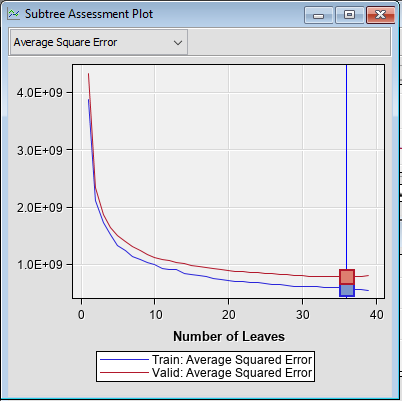 Subtree Assessment Plot
Average Square Error
4.0E+09
3.0E+09
2.0E+09
1.0E+09
0 10 20 30 40
Number of Leaves
Train: Average Squared Error
Valid: Average Squared Error